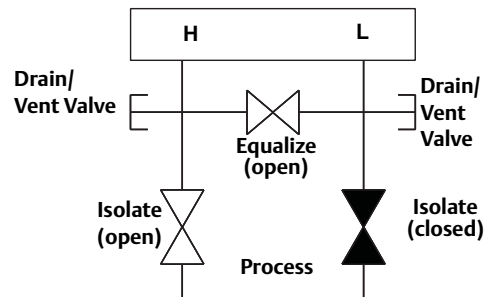 H
L
Drain/
Vent Valve
Drain/
Vent
Valve
Equalize
(open)
Isolate
(open)
Isolate
(closed)
Process